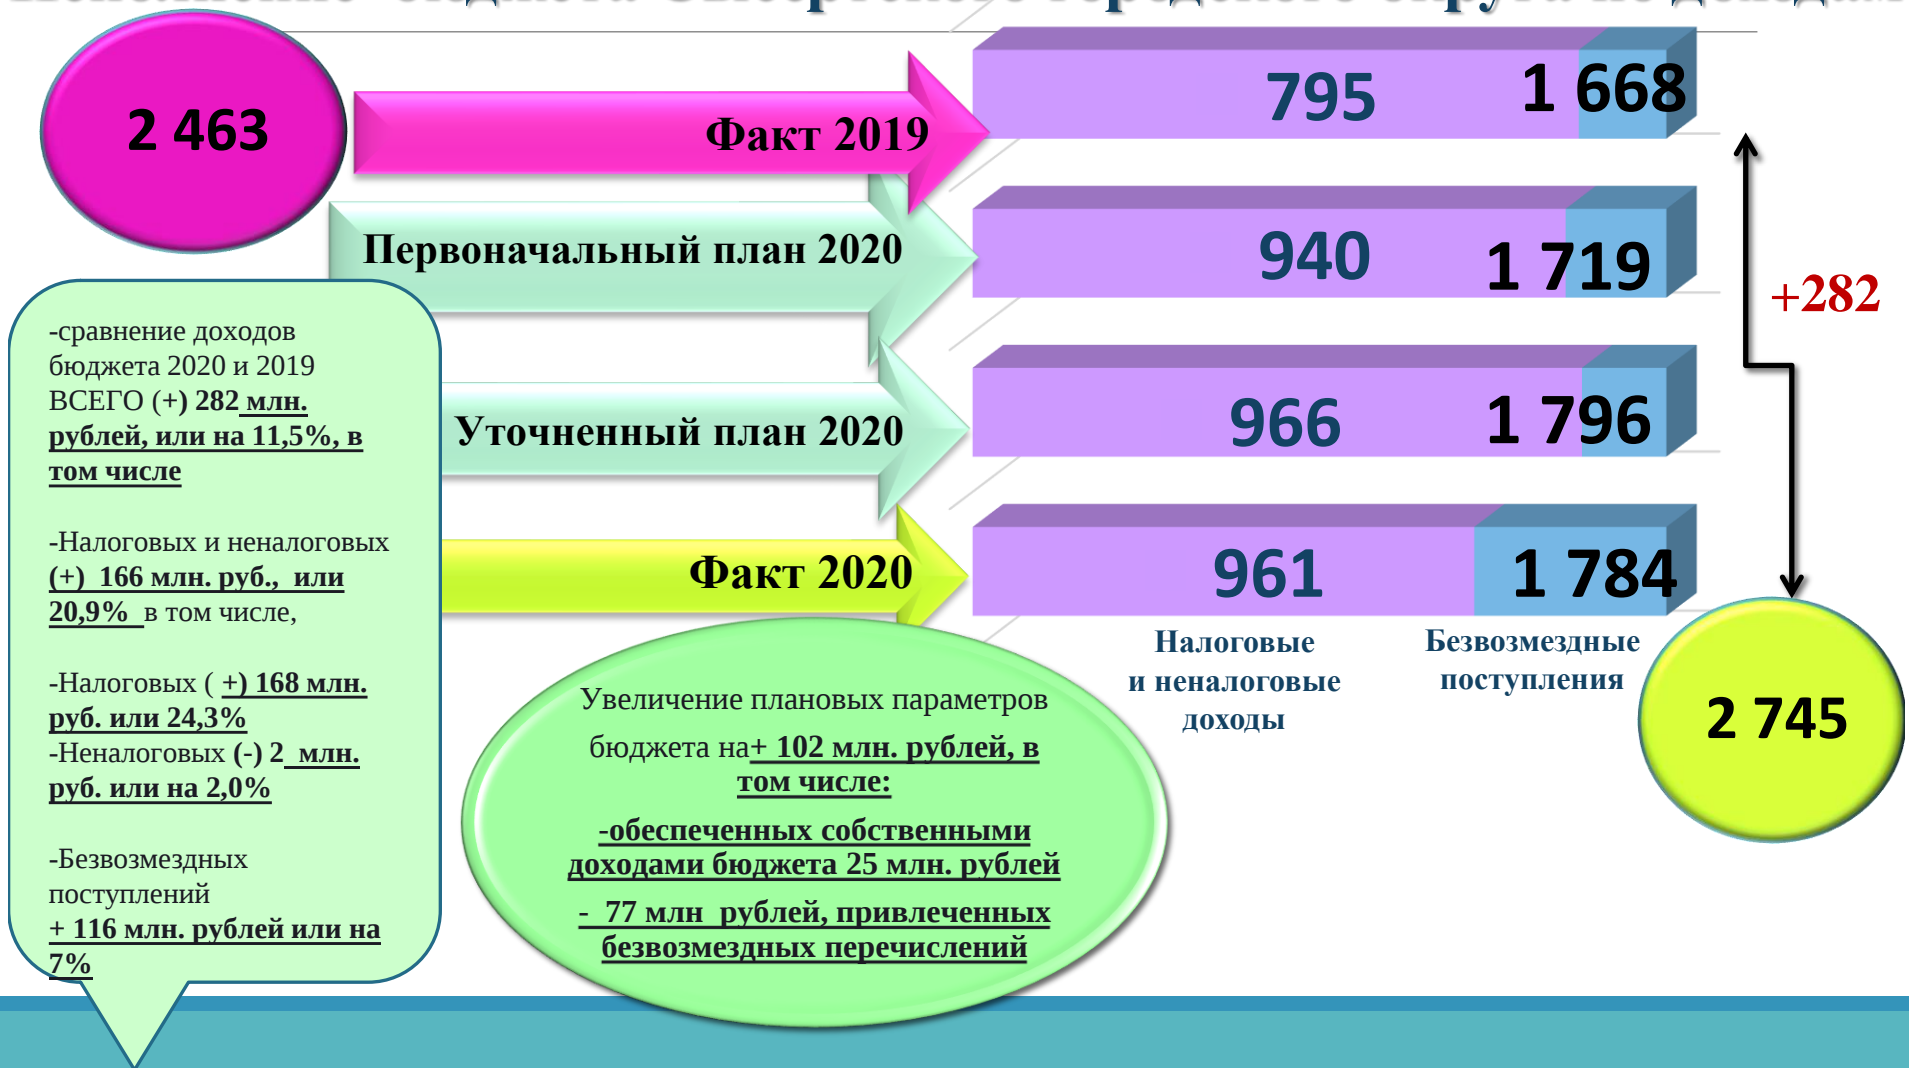 бюджета
городского округа по доходам
2 463
Факт 2019
795
1 668
Первоначальный план 2020
940
1 719
+282
Уточненный план 2020
966
1 796
Факт 2020
961
1 784
Налоговые
и неналоговые
доходы
Безвозмездные
поступления
2 745
-сравнение доходов
бюджета 2020 и 2019
ВСЕГО (+) 282 млн.
рублей, или на 11,5%, в
том числе
-Налоговых и неналоговых
(+) 166 млн. руб., или
20,9% в том числе,
-Налоговых ( +) 168 млн.
руб. или 24,3%
-Неналоговых (-) 2 млн.
руб. или на 2,0%
-Безвозмездных
поступлений
+ 116 млн. рублей или на
7%
Увеличение плановых параметров
бюджета на+ 102 млн. рублей, в
том числе:
-обеспеченных собственными
доходами бюджета 25 млн. рублей
- 77 млн рублей, привлеченных
безвозмездных перечислений